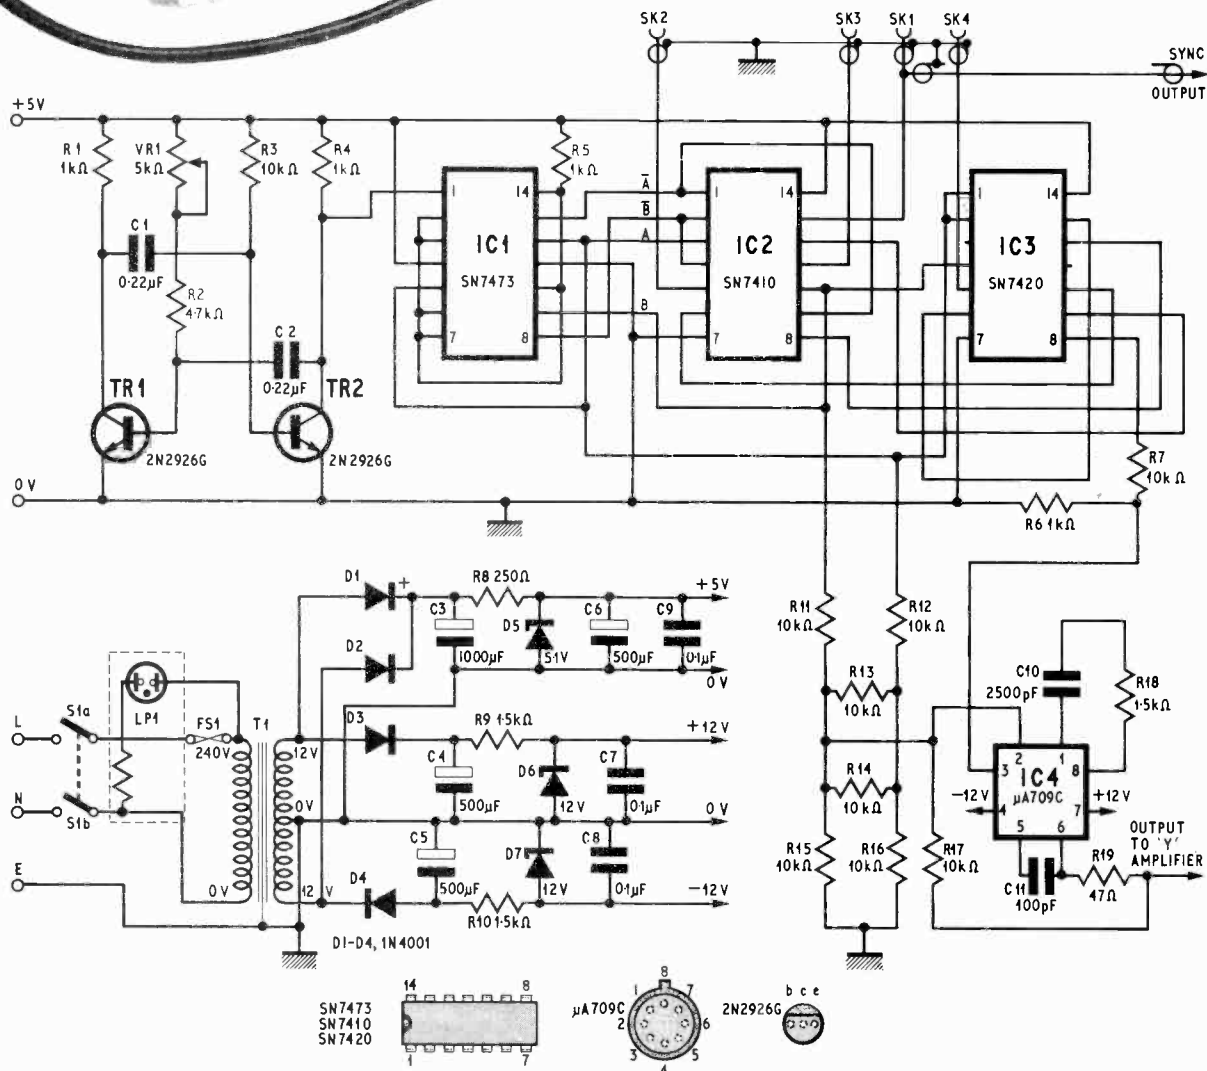 SK2 SK3 SK1 SK4
SYNC
OUTPUT
+5V
R1
1kΩ
VR1
5kΩ
R3
10kΩ
R4
1kΩ
R5
1kΩ
C1
0·22µF
R2
4·7kΩ
C2
0·22µF
TR1
2N2926G
TR2
2N2926G
0V
1 14
IC1
SN7473
7 8
A
B
A
B
1 14
IC2
SN7410
7 8
1 14
IC3
SN7420
7 8
R7
10kΩ
R6 1kΩ
D1
+
D2
R8 250Ω
+5V
C3
1000µF
D5
5·1V
C6
500µF
C9
0·1µF
0V
L
S1a
LP1
FS1
240V
T1
12V
N
S1b
0V
0V
12V
E
D3
R9 1·5kΩ
+12V
C4
500µF
D6
12V
C7
0·1µF
0V
C5
500µF
D7
12V
C8
0·1µF
D4
R10 1·5kΩ
−12V
D1-D4, 1N4001
R11
10kΩ
R12
10kΩ
R13
10kΩ
R14
10kΩ
R15
10kΩ
R16
10kΩ
R17
10kΩ
C10
2500pF
R18
1·5kΩ
2 1
3 IC4 8
µA709C
−12V 4 7 +12V
5 6
C11
100pF
R19
47Ω
OUTPUT
TO 'Y'
AMPLIFIER
SN7473
SN7410
SN7420
14 8
1 7
µA709C
8
1 7
2 6
3 5
4
2N2926G
b c e